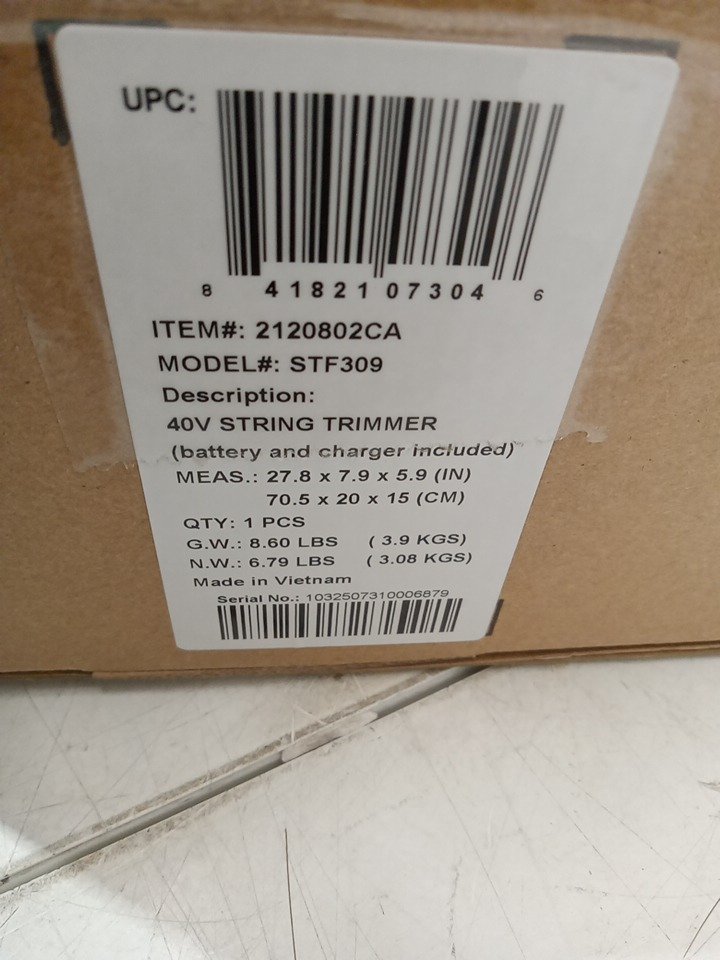 UPC:
8 41821 07304 6
ITEM#: 2120802CA
MODEL#: STF309
Description:
40V STRING TRIMMER
(battery and charger included)
MEAS.: 27.8 x 7.9 x 5.9 (IN)
70.5 x 20 x 15 (CM)
QTY: 1 PCS
G.W.: 8.60 LBS ( 3.9 KGS)
N.W.: 6.79 LBS ( 3.08 KGS)
Made in Vietnam
Serial No.: 1032507310006879